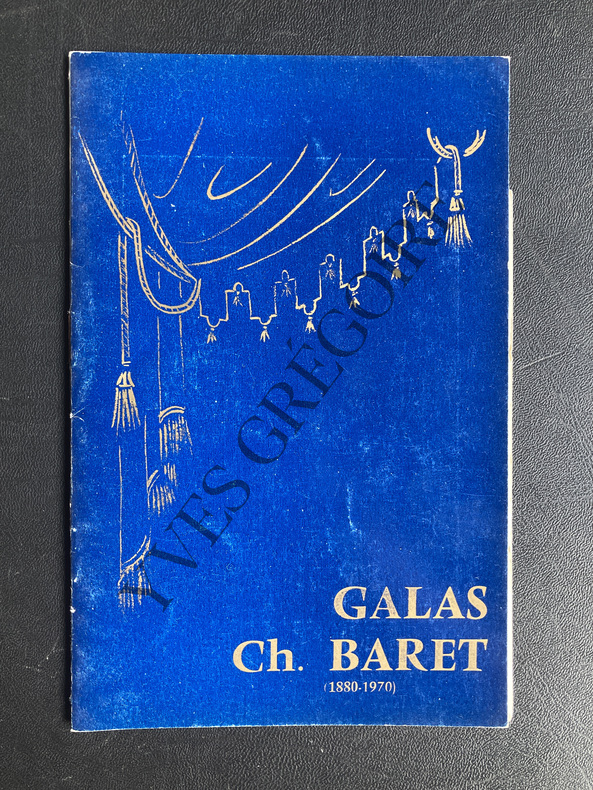 YVES GRÉGOIRE
GALAS
Ch. BARET
(1880-1970)